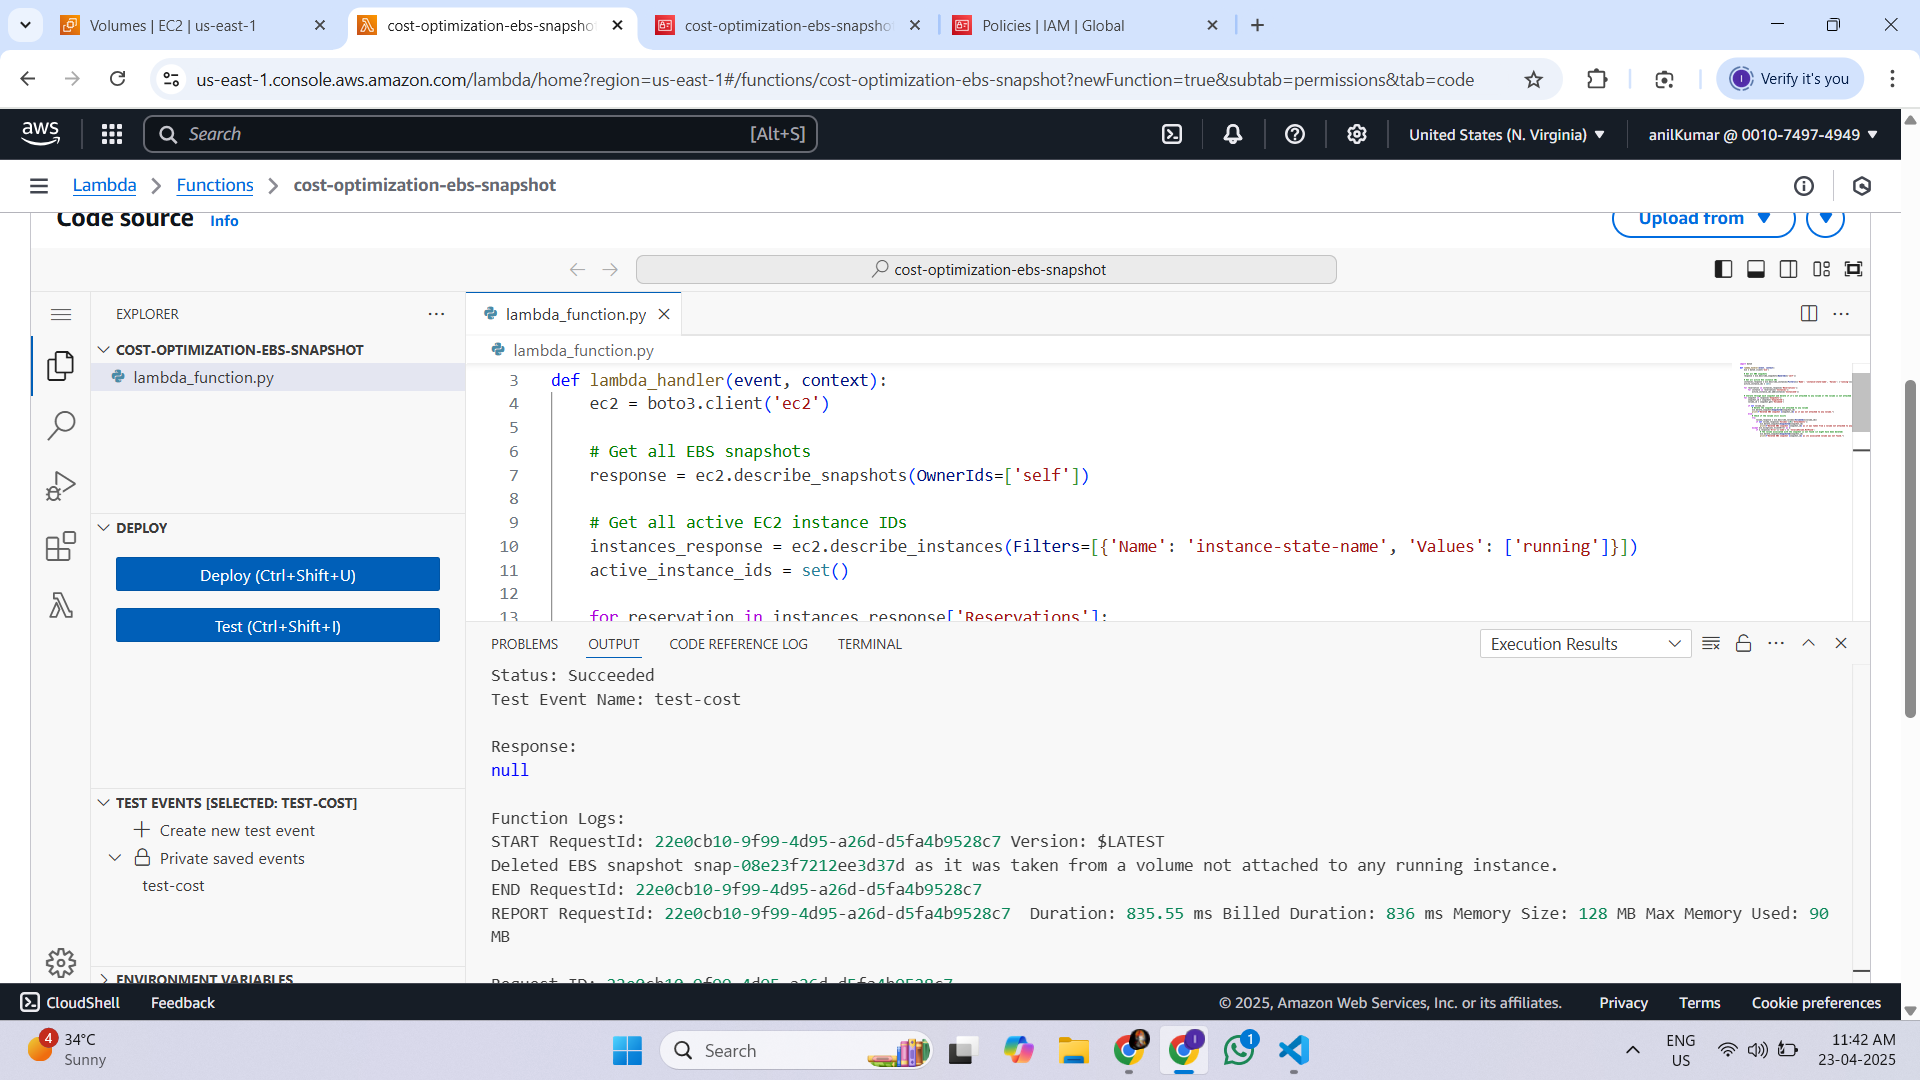 Volumes | EC2 | us-east-1
cost-optimization-ebs-snapsho
cost-optimization-ebs-snapsho
Policies | IAM | Global
us-east-1.console.aws.amazon.com/lambda/home?region=us-east-1#/functions/cost-optimization-ebs-snapshot?newFunction=true&subtab=permissions&tab=code
Verify it's you
aws
Search
[Alt+S]
United States (N. Virginia)
anilKumar @ 0010-7497-4949
Lambda
Functions
cost-optimization-ebs-snapshot
Code source
Info
Upload from
cost-optimization-ebs-snapshot
EXPLORER
COST-OPTIMIZATION-EBS-SNAPSHOT
lambda_function.py
DEPLOY
Deploy (Ctrl+Shift+U)
Test (Ctrl+Shift+I)
TEST EVENTS [SELECTED: TEST-COST]
Create new test event
Private saved events
test-cost
ENVIRONMENT VARIABLES
lambda_function.py
lambda_function.py
3 def lambda_handler(event, context):
4 ec2 = boto3.client('ec2')
5
6 # Get all EBS snapshots
7 response = ec2.describe_snapshots(OwnerIds=['self'])
8
9 # Get all active EC2 instance IDs
10 instances_response = ec2.describe_instances(Filters=[{'Name': 'instance-state-name', 'Values': ['running']}])
11 active_instance_ids = set()
12
13 for reservation in instances_response['Reservations']:
PROBLEMS
OUTPUT
CODE REFERENCE LOG
TERMINAL
Execution Results
Status: Succeeded
Test Event Name: test-cost
Response:
null
Function Logs:
START RequestId: 22e0cb10-9f99-4d95-a26d-d5fa4b9528c7 Version: $LATEST
Deleted EBS snapshot snap-08e23f7212ee3d37d as it was taken from a volume not attached to any running instance.
END RequestId: 22e0cb10-9f99-4d95-a26d-d5fa4b9528c7
REPORT RequestId: 22e0cb10-9f99-4d95-a26d-d5fa4b9528c7 Duration: 835.55 ms Billed Duration: 836 ms Memory Size: 128 MB Max Memory Used: 90
MB
Request ID: 22e0cb10-9f99-4d95-a26d-d5fa4b9528c7
CloudShell
Feedback
© 2025, Amazon Web Services, Inc. or its affiliates.
Privacy
Terms
Cookie preferences
4
34°C
Sunny
Search
1
ENG
US
11:42 AM
23-04-2025